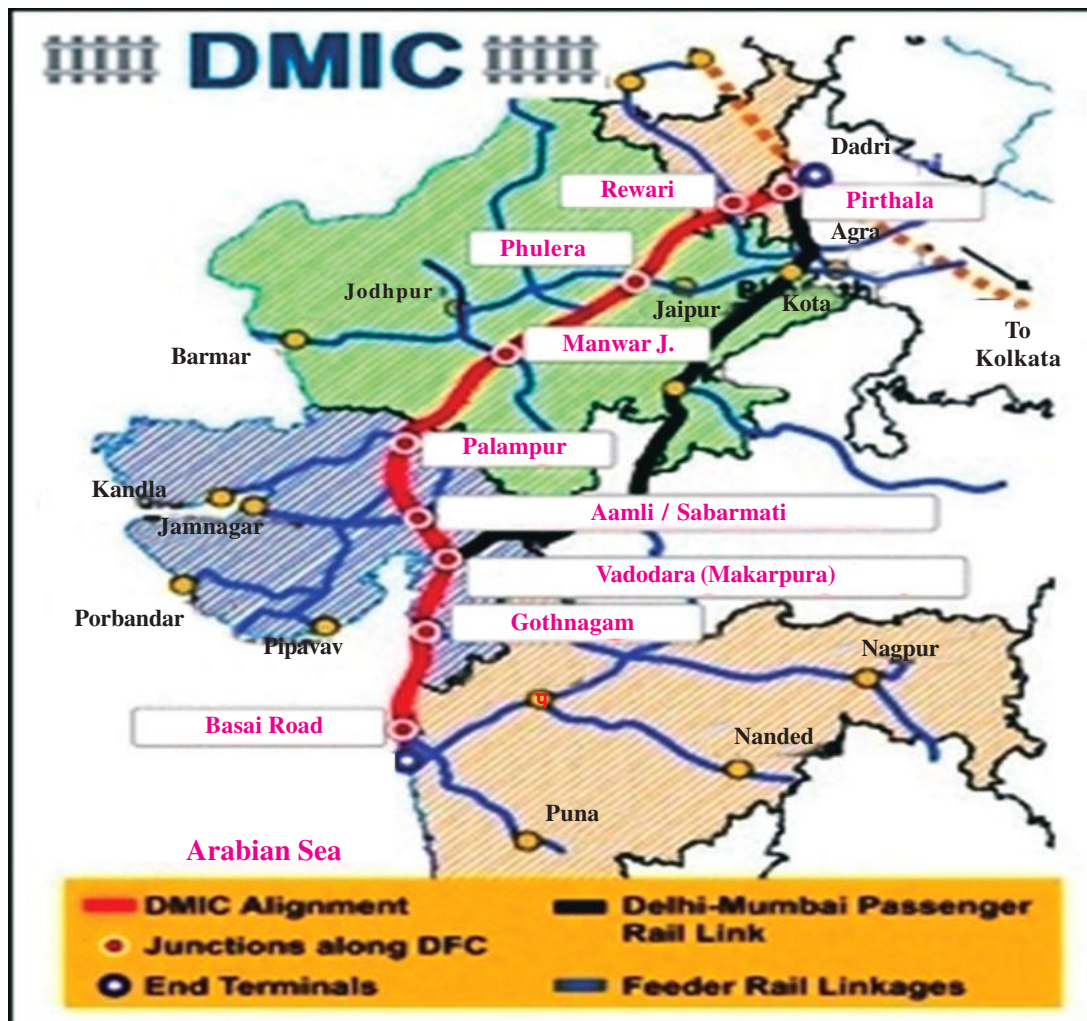 DMIC
Dadri
Rewari
Pirthala
Agra
Phulera
Jodhpur
Jaipur
Kota
To
Kolkata
Barmar
Manwar J.
Palampur
Kandla
Jamnagar
Aamli / Sabarmati
Vadodara (Makarpura)
Porbandar
Pipavav
Gothnagam
Nagpur
प
Basai Road
Nanded
Puna
Arabian Sea
DMIC Alignment
Delhi-Mumbai Passenger
Rail Link
Junctions along DFC
End Terminals
Feeder Rail Linkages